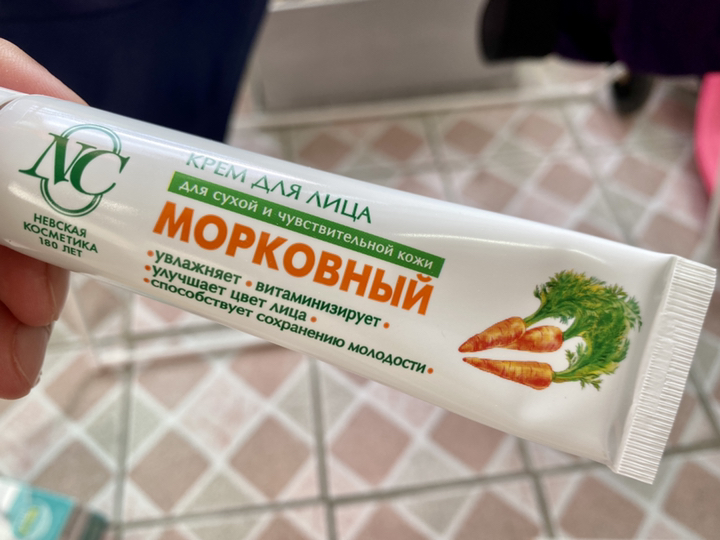 NC
НЕВСКАЯ
КОСМЕТИКА
180 ЛЕТ
КРЕМ ДЛЯ ЛИЦА
для сухой и чувствительной кожи
МОРКОВНЫЙ
•увлажняет •витаминизирует•
•улучшает цвет лица•
•способствует сохранению молодости•